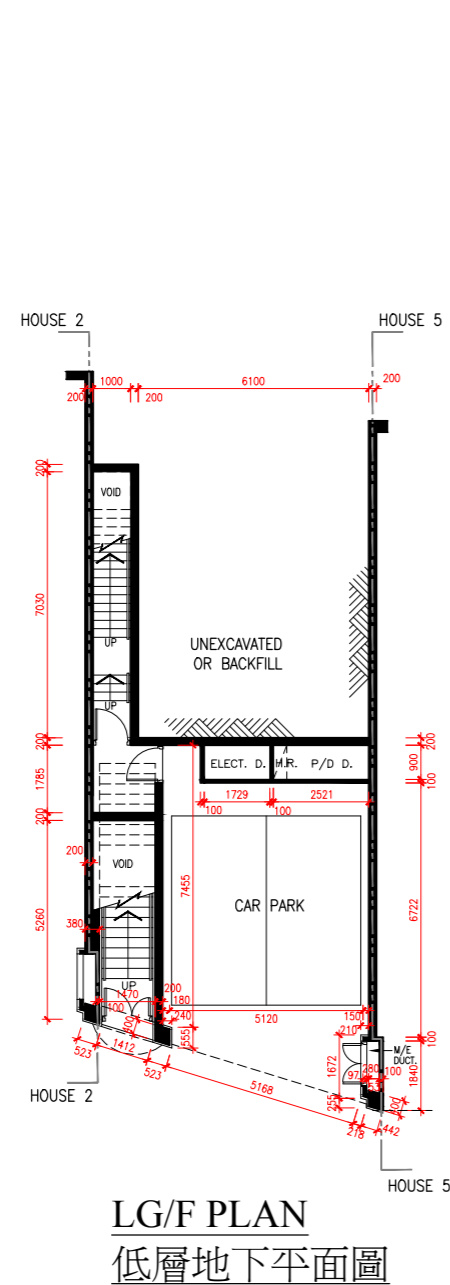 HOUSE 2
HOUSE 5
1000
6100
200
200
200
200
VOID
7030
UP
UNEXCAVATED
OR BACKFILL
UP
200
200
1785
ELECT. D.
H.R.
P/D D.
900
100
1729
2521
100
100
200
200
VOID
7455
CAR PARK
5260
6722
380
UP
1470
200
180
100
240
5120
150
210
200
555
1412
523
523
5168
1672
M/E
DUCT.
100
280
100
97
1840
255
200
218
442
HOUSE 2
HOUSE 5
LG/F PLAN
低層地下平面圖